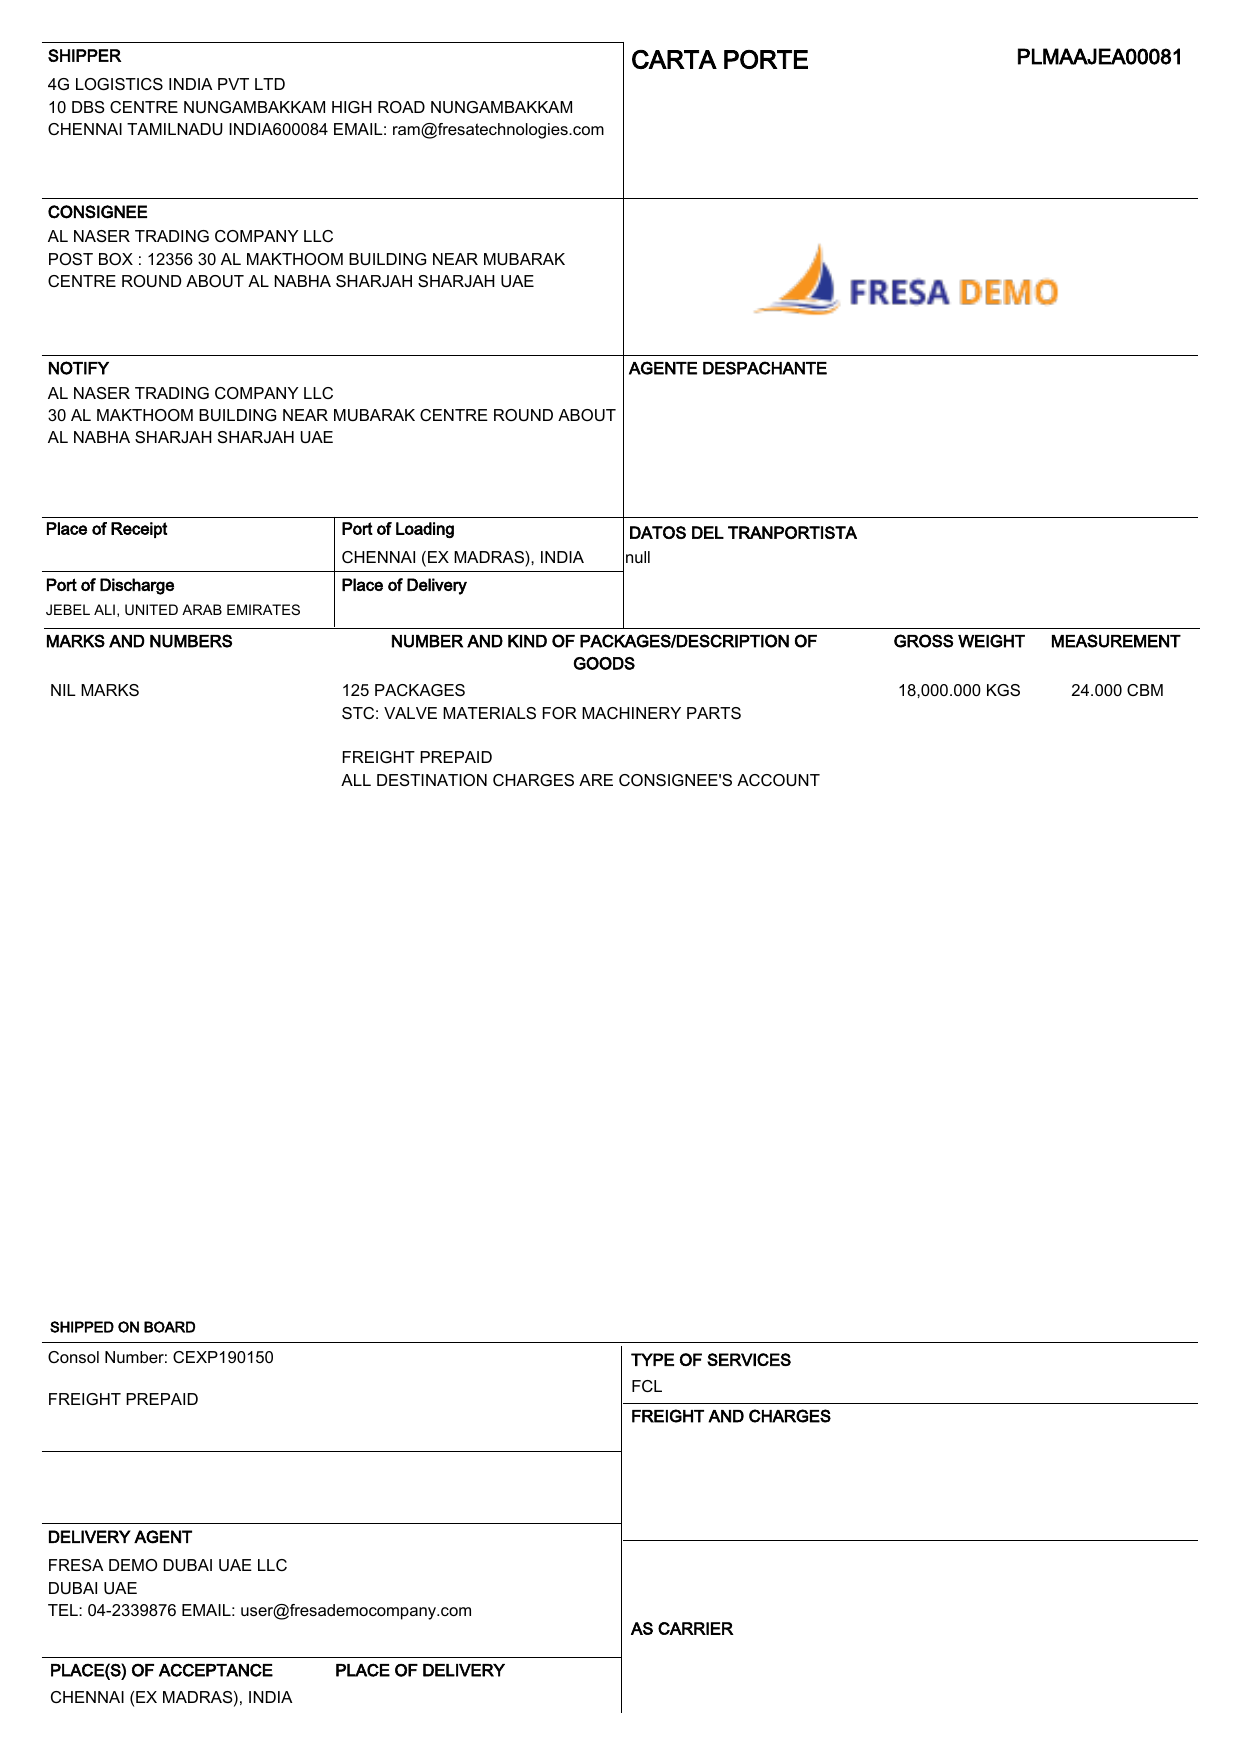 SHIPPER
4G LOGISTICS INDIA PVT LTD
10 DBS CENTRE NUNGAMBAKKAM HIGH ROAD NUNGAMBAKKAM
CHENNAI TAMILNADU INDIA600084 EMAIL: ram@fresatechnologies.com
CARTA PORTE
PLMAAJEA00081
CONSIGNEE
AL NASER TRADING COMPANY LLC
POST BOX : 12356 30 AL MAKTHOOM BUILDING NEAR MUBARAK
CENTRE ROUND ABOUT AL NABHA SHARJAH SHARJAH UAE
FRESA DEMO
NOTIFY
AL NASER TRADING COMPANY LLC
30 AL MAKTHOOM BUILDING NEAR MUBARAK CENTRE ROUND ABOUT
AL NABHA SHARJAH SHARJAH UAE
AGENTE DESPACHANTE
Place of Receipt
Port of Loading
CHENNAI (EX MADRAS), INDIA
DATOS DEL TRANPORTISTA
null
Port of Discharge
JEBEL ALI, UNITED ARAB EMIRATES
Place of Delivery
MARKS AND NUMBERS
NUMBER AND KIND OF PACKAGES/DESCRIPTION OF
GOODS
GROSS WEIGHT
MEASUREMENT
NIL MARKS
125 PACKAGES
STC: VALVE MATERIALS FOR MACHINERY PARTS
FREIGHT PREPAID
ALL DESTINATION CHARGES ARE CONSIGNEE'S ACCOUNT
18,000.000 KGS
24.000 CBM
SHIPPED ON BOARD
Consol Number: CEXP190150
FREIGHT PREPAID
TYPE OF SERVICES
FCL
FREIGHT AND CHARGES
DELIVERY AGENT
FRESA DEMO DUBAI UAE LLC
DUBAI UAE
TEL: 04-2339876 EMAIL: user@fresademocompany.com
AS CARRIER
PLACE(S) OF ACCEPTANCE
CHENNAI (EX MADRAS), INDIA
PLACE OF DELIVERY